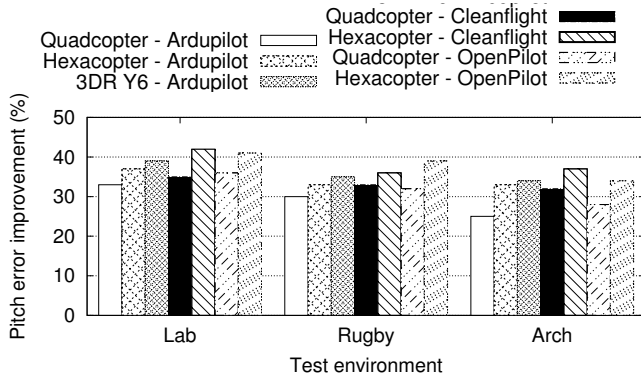 Quadcopter - Ardupilot
Hexacopter - Ardupilot
3DR Y6 - Ardupilot
Quadcopter - Cleanflight
Hexacopter - Cleanflight
Quadcopter - OpenPilot
Hexacopter - OpenPilot
Pitch error improvement (%)
50
40
30
20
10
0
Lab Rugby Arch
Test environment